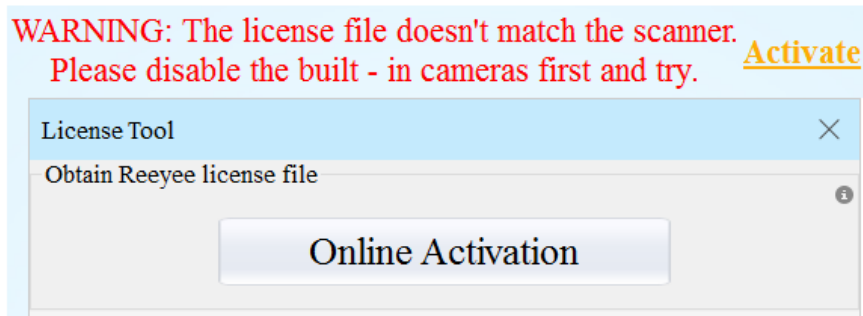 WARNING: The license file doesn't match the scanner.
Please disable the built - in cameras first and try.
Activate
License Tool
Obtain Reeyee license file
Online Activation